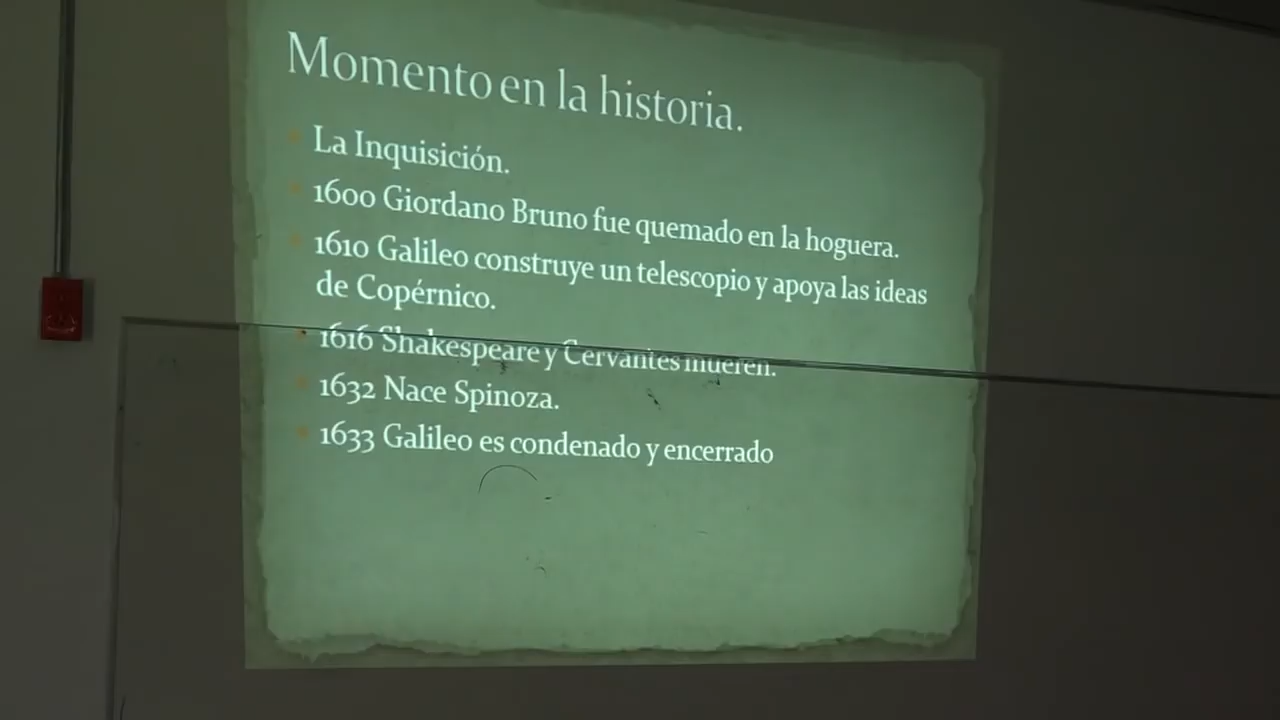 Momento en la historia.
La Inquisición.
1600 Giordano Bruno fue quemado en la hoguera.
1610 Galileo construye un telescopio y apoya las ideas
de Copérnico.
1616 Shakespeare y Cervantes mueren.
1632 Nace Spinoza.
1633 Galileo es condenado y encerrado